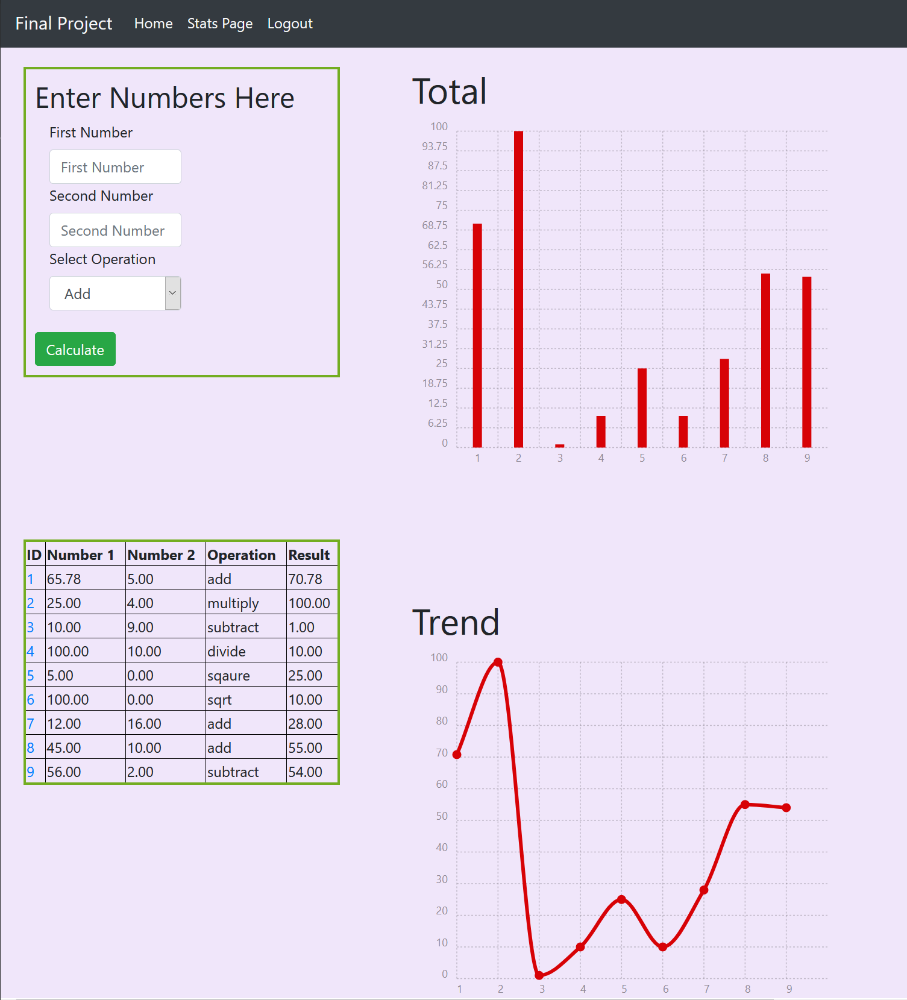 Final Project Home Stats Page Logout
Enter Numbers Here
First Number
First Number
Second Number
Second Number
Select Operation
Add
Calculate
Total
100
93.75
87.5
81.25
75
68.75
62.5
56.25
50
43.75
37.5
31.25
25
18.75
12.5
6.25
0
1 2 3 4 5 6 7 8 9
ID Number 1 Number 2 Operation Result
1 65.78 5.00 add 70.78
2 25.00 4.00 multiply 100.00
3 10.00 9.00 subtract 1.00
4 100.00 10.00 divide 10.00
5 5.00 0.00 sqaure 25.00
6 100.00 0.00 sqrt 10.00
7 12.00 16.00 add 28.00
8 45.00 10.00 add 55.00
9 56.00 2.00 subtract 54.00
Trend
100
90
80
70
60
50
40
30
20
10
0
1 2 3 4 5 6 7 8 9